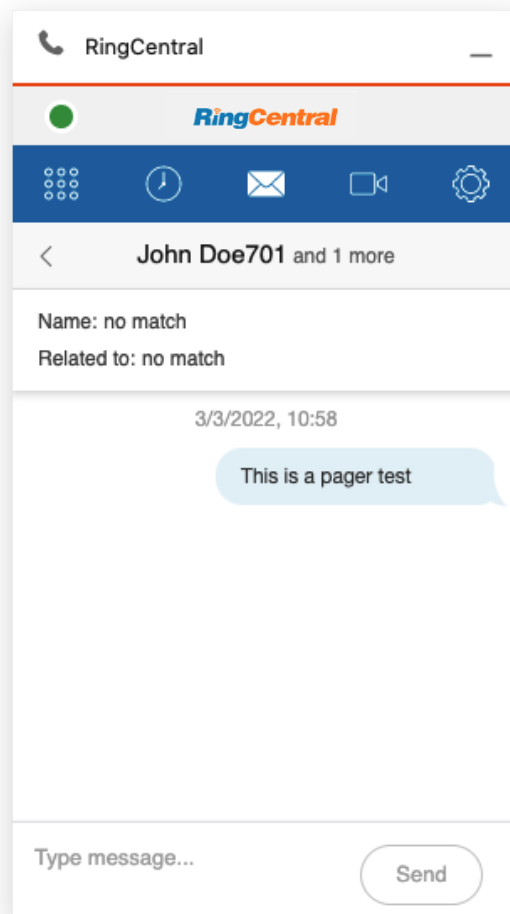 RingCentral
RingCentral
John Doe701 and 1 more
Name: no match
Related to: no match
3/3/2022, 10:58
This is a pager test
Type message...
Send